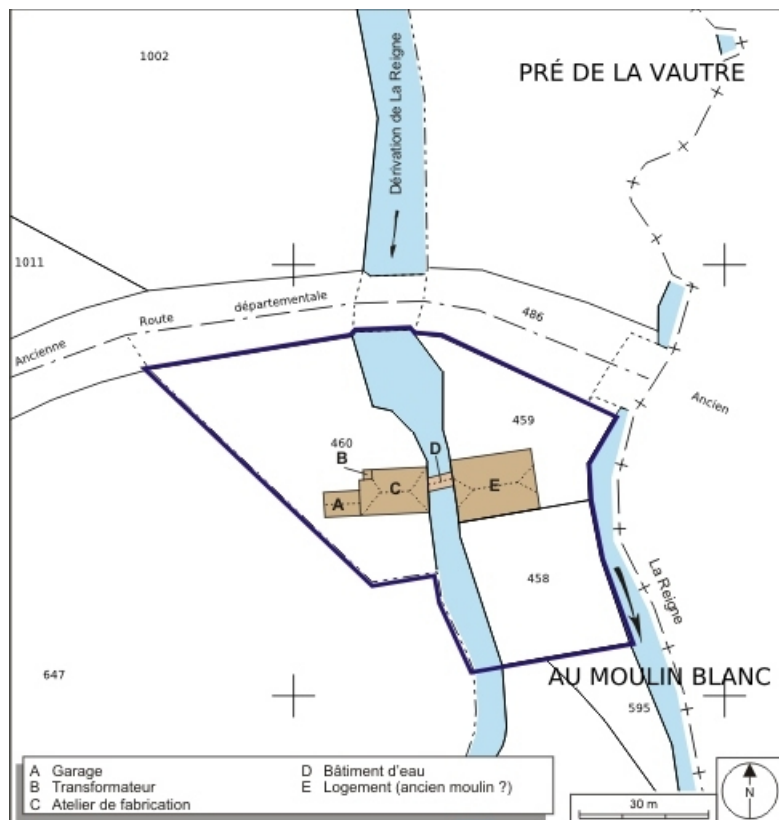 1002
PRÉ DE LA VAUTRE
Dérivation de La Reigne
1011
Ancienne Route départementale 486
Ancien
459
460
B
D
A
C
E
458
La Reigne
647
AU MOULIN BLANC
595
A Garage
B Transformateur
C Atelier de fabrication
D Bâtiment d'eau
E Logement (ancien moulin ?)
30 m
N